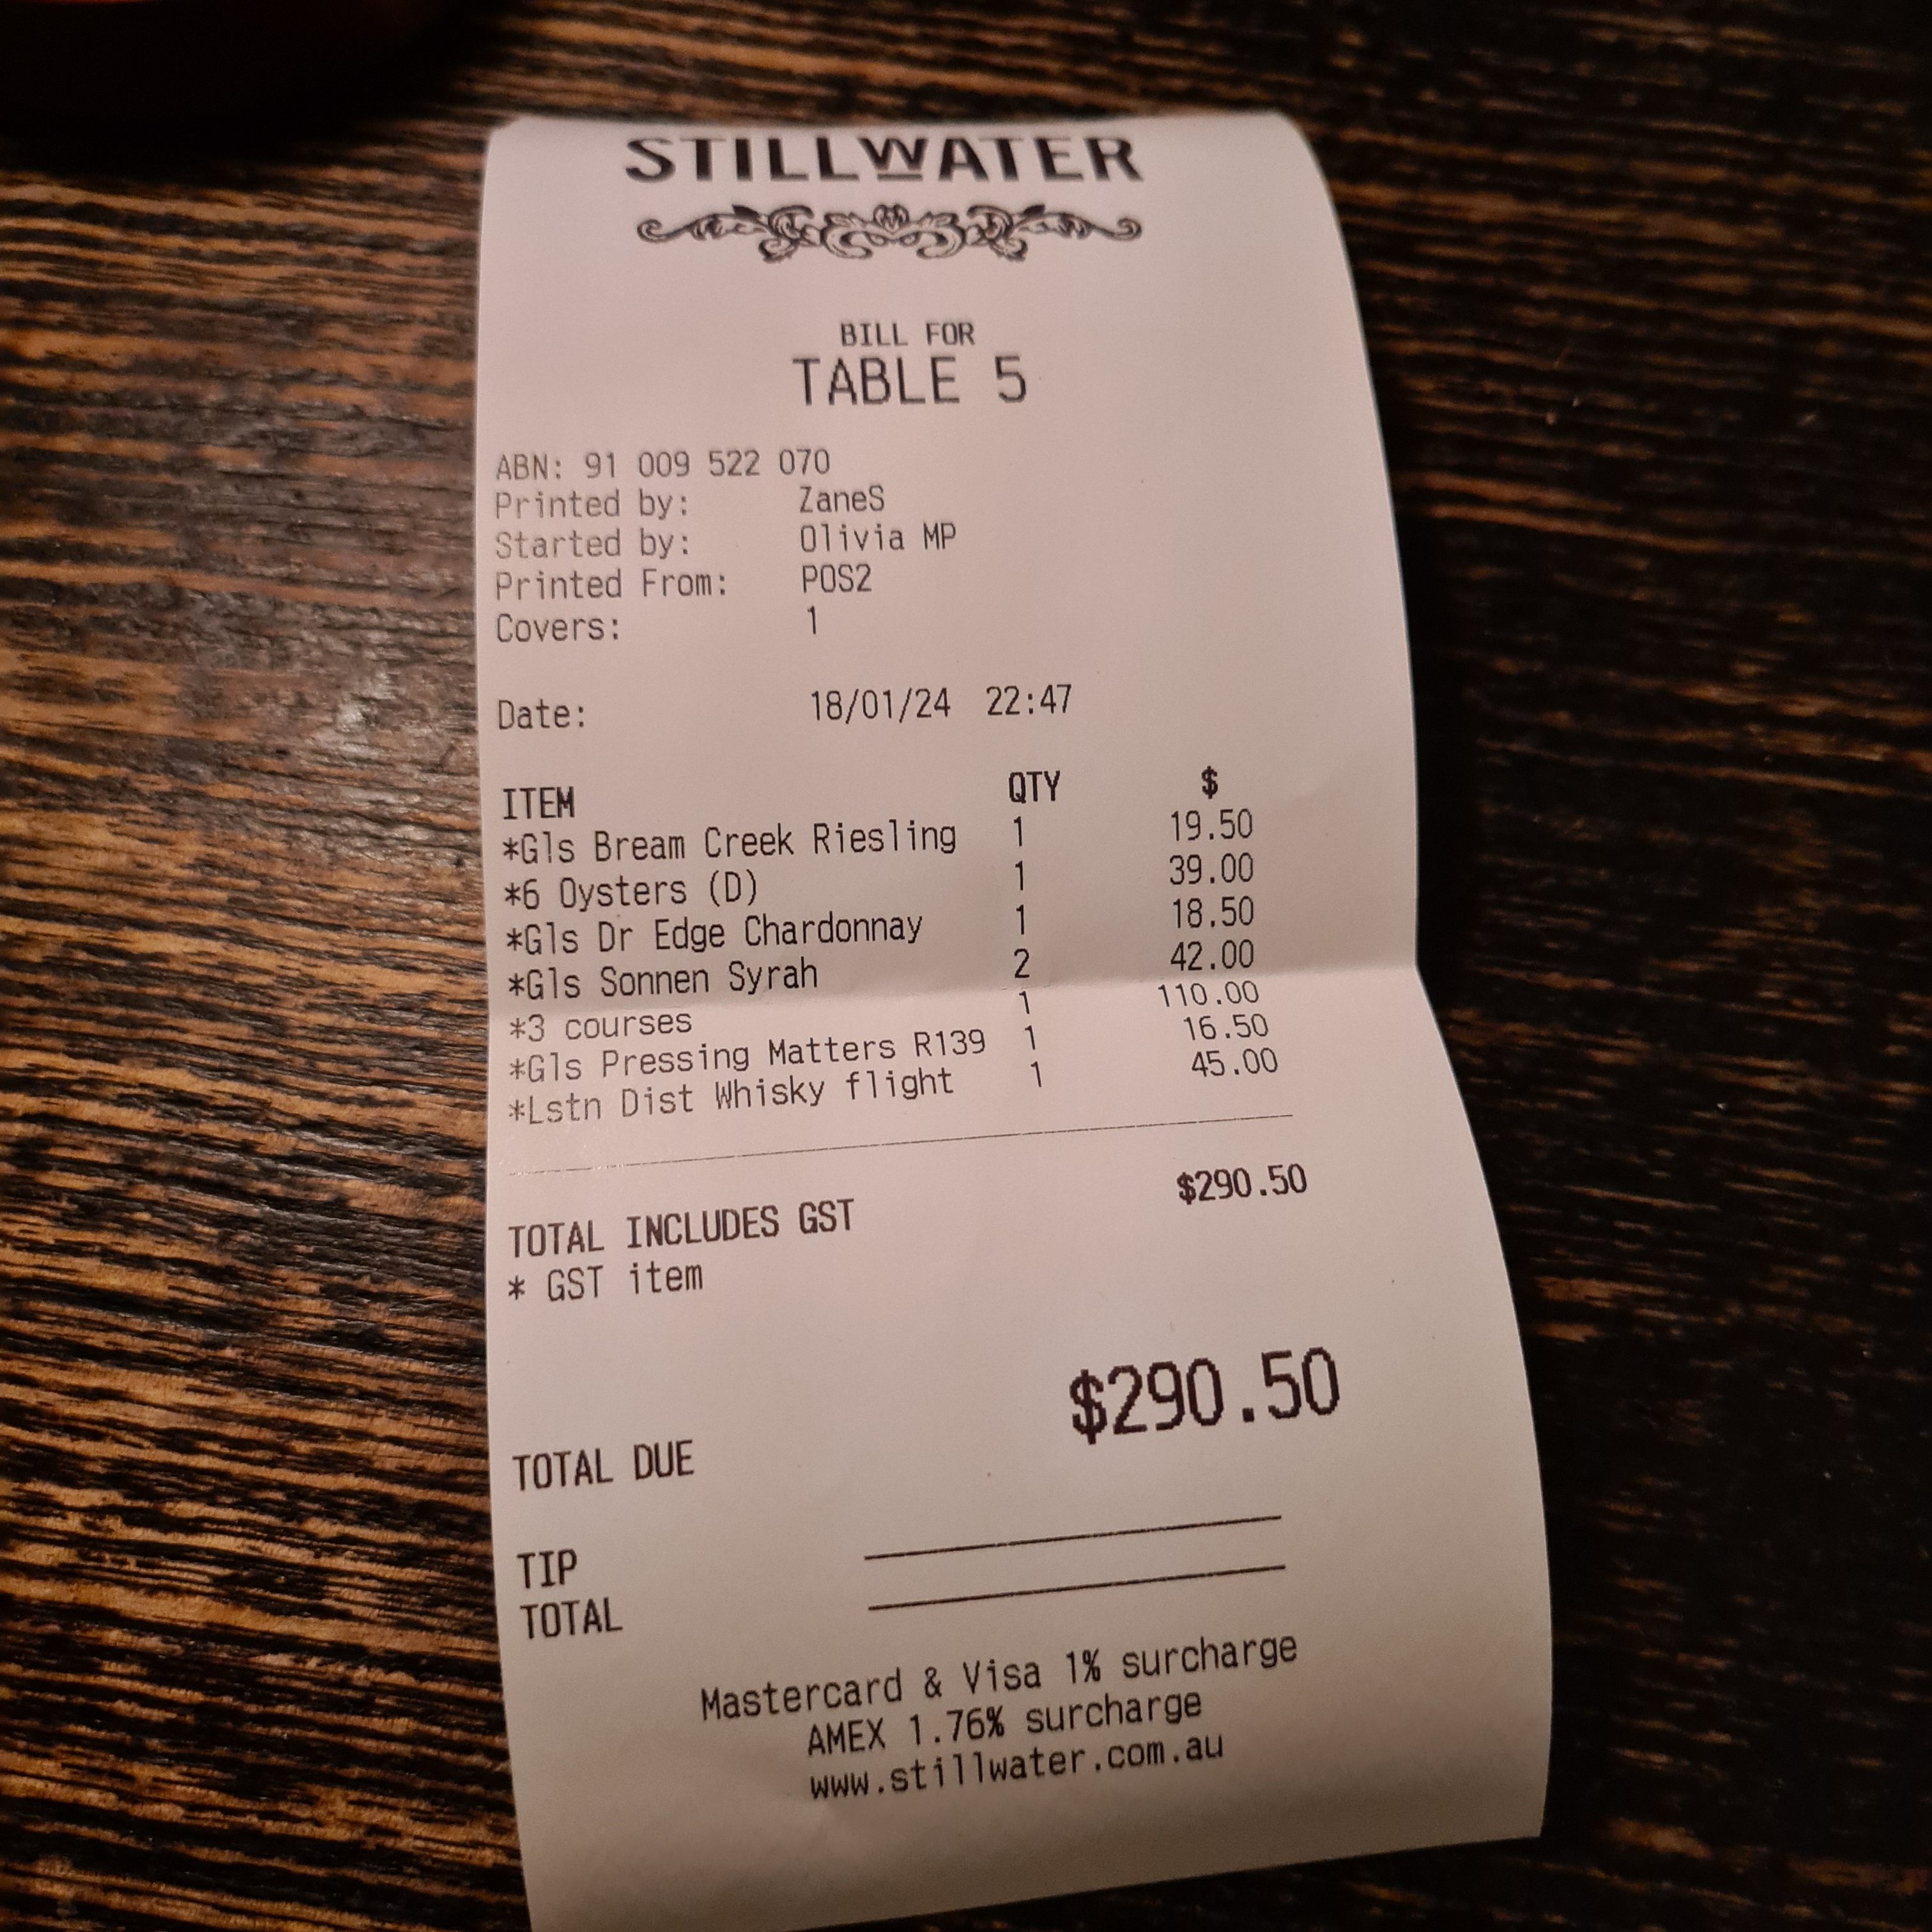 STILLWATER
BILL FOR
TABLE 5
ABN: 91 009 522 070
Printed by: ZaneS
Started by: Olivia MP
Printed From: POS2
Covers: 1
Date: 18/01/24 22:47
ITEM QTY $
*Gls Bream Creek Riesling 1 19.50
*6 Oysters (D) 1 39.00
*Gls Dr Edge Chardonnay 1 18.50
*Gls Sonnen Syrah 2 42.00
*3 courses 1 110.00
*Gls Pressing Matters R139 1 16.50
*Lstn Dist Whisky flight 1 45.00
TOTAL INCLUDES GST $290.50
* GST item
TOTAL DUE $290.50
TIP
TOTAL
Mastercard & Visa 1% surcharge
AMEX 1.76% surcharge
www.stillwater.com.au